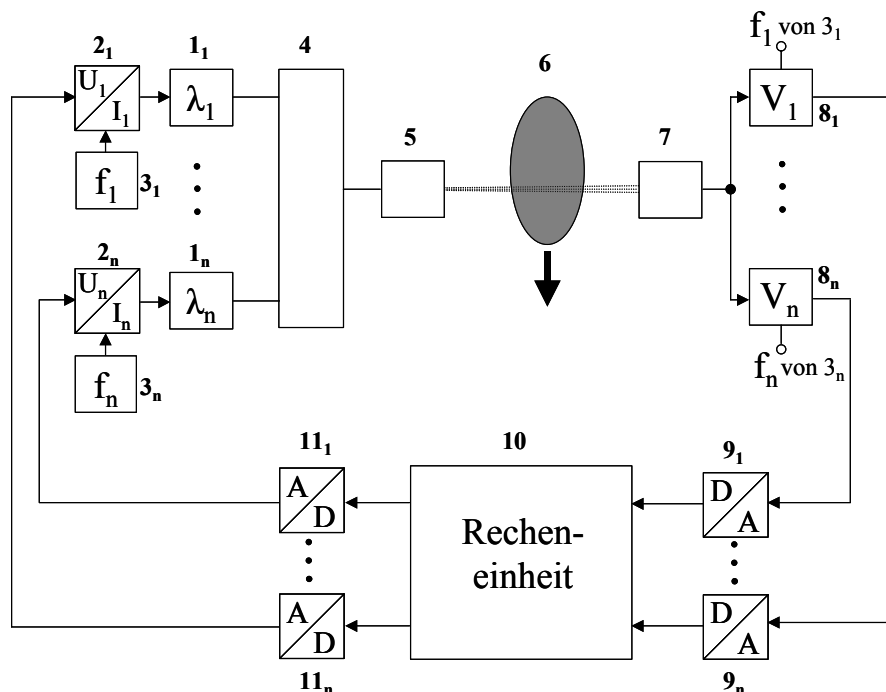 2₁ 1₁ 4
U₁ I₁ λ₁
f₁ 3₁
2ₙ 1ₙ
Uₙ Iₙ λₙ
fₙ 3ₙ
5
6
7
f₁ von 3₁
V₁ 8₁
8ₙ
Vₙ
fₙ von 3ₙ
11₁ 10 9₁
A D
D A
Rechen-
einheit
A D
D A
11ₙ 9ₙ